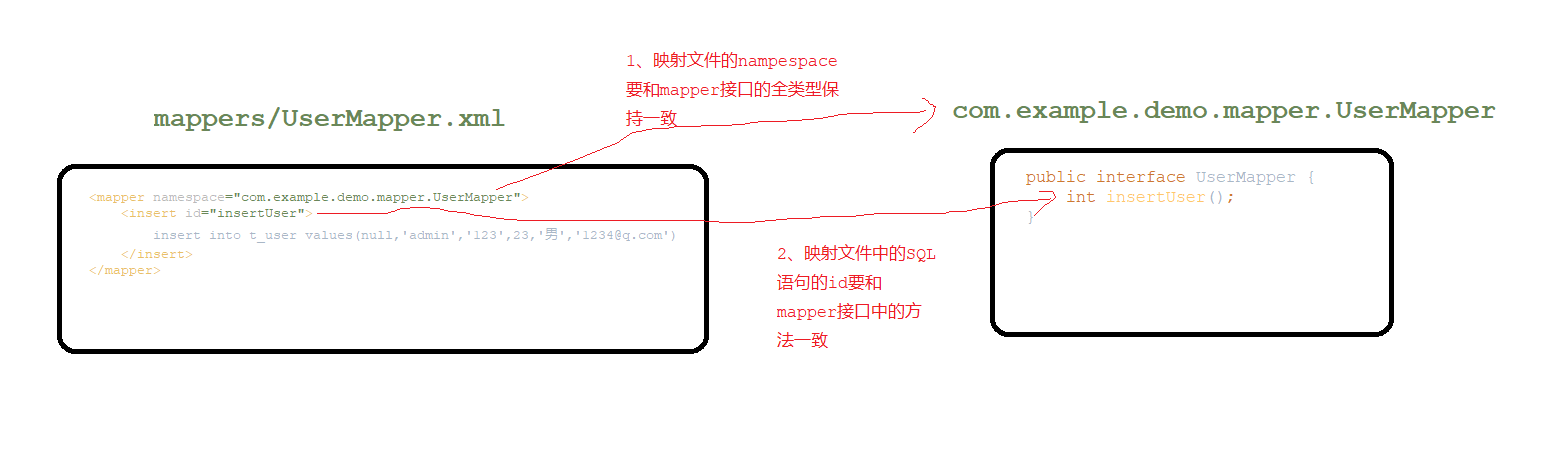 1、映射文件的nampespace
要和mapper接口的全类型保
持一致
mappers/UserMapper.xml
com.example.demo.mapper.UserMapper
<mapper namespace="com.example.demo.mapper.UserMapper">
<insert id="insertUser">
insert into t_user values(null,'admin','123',23,'男','1234@q.com')
</insert>
</mapper>
public interface UserMapper {
int insertUser();
}
2、映射文件中的SQL
语句的id要和
mapper接口中的方
法一致